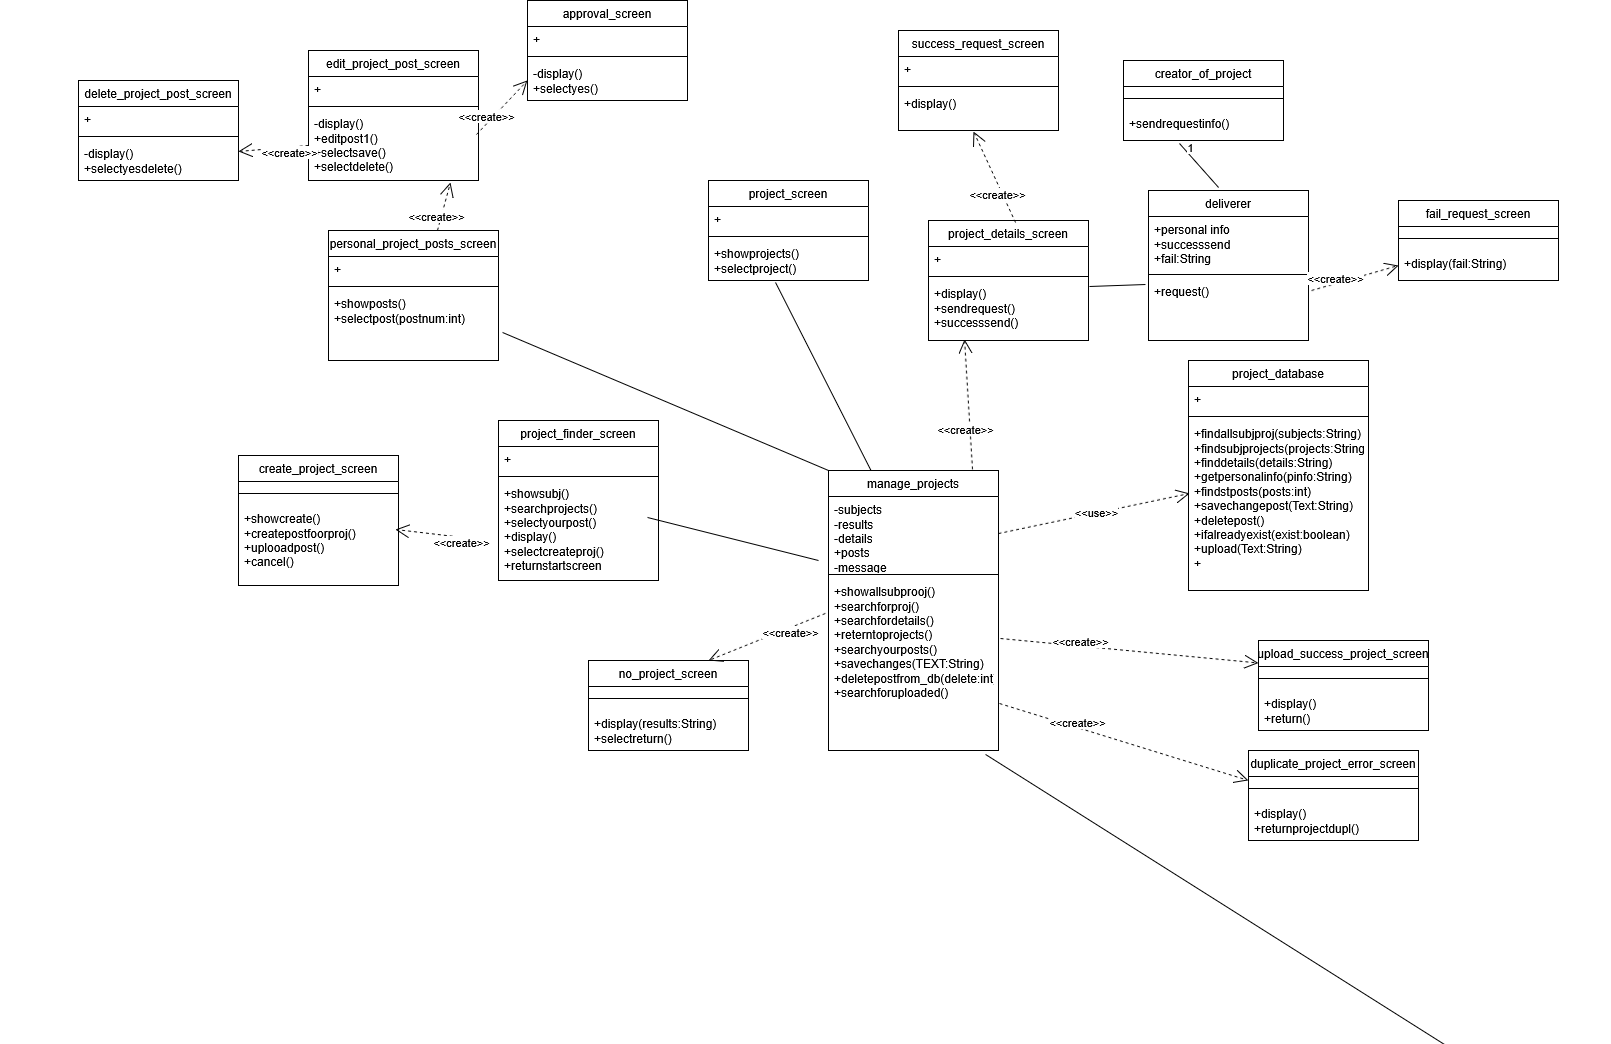 approval_screen
+
-display()
+selectyes()
edit_project_post_screen
+
-display()
+editpost1()
+selectsave()
+selectdelete()
<<create>>
delete_project_post_screen
+
-display()
+selectyesdelete()
<<create>>
<<create>>
personal_project_posts_screen
+
+showposts()
+selectpost(postnum:int)
project_screen
+
+showprojects()
+selectproject()
success_request_screen
+
+display()
<<create>>
project_details_screen
+
+display()
+sendrequest()
+successsend()
creator_of_project
+sendrequestinfo()
1
deliverer
+personal info
+successsend
+fail:String
+request()
<<create>>
fail_request_screen
+display(fail:String)
<<create>>
project_database
+
+findallsubjproj(subjects:String)
+findsubjprojects(projects:String
+finddetails(details:String)
+getpersonalinfo(pinfo:String)
+findstposts(posts:int)
+savechangepost(Text:String)
+deletepost()
+ifalreadyexist(exist:boolean)
+upload(Text:String)
+
<<use>>
project_finder_screen
+
+showsubj()
+searchprojects()
+selectyourpost()
+display()
+selectcreateproj()
+returnstartscreen
create_project_screen
+showcreate()
+createpostfoorproj()
+uplooadpost()
+cancel()
<<create>>
manage_projects
-subjects
-results
-details
+posts
-message
+showallsubprooj()
+searchforproj()
+searchfordetails()
+reterntoprojects()
+searchyourposts()
+savechanges(TEXT:String)
+deletepostfrom_db(delete:int
+searchforuploaded()
<<create>>
no_project_screen
+display(results:String)
+selectreturn()
<<create>>
upload_success_project_screen
+display()
+return()
<<create>>
duplicate_project_error_screen
+display()
+returnprojectdupl()